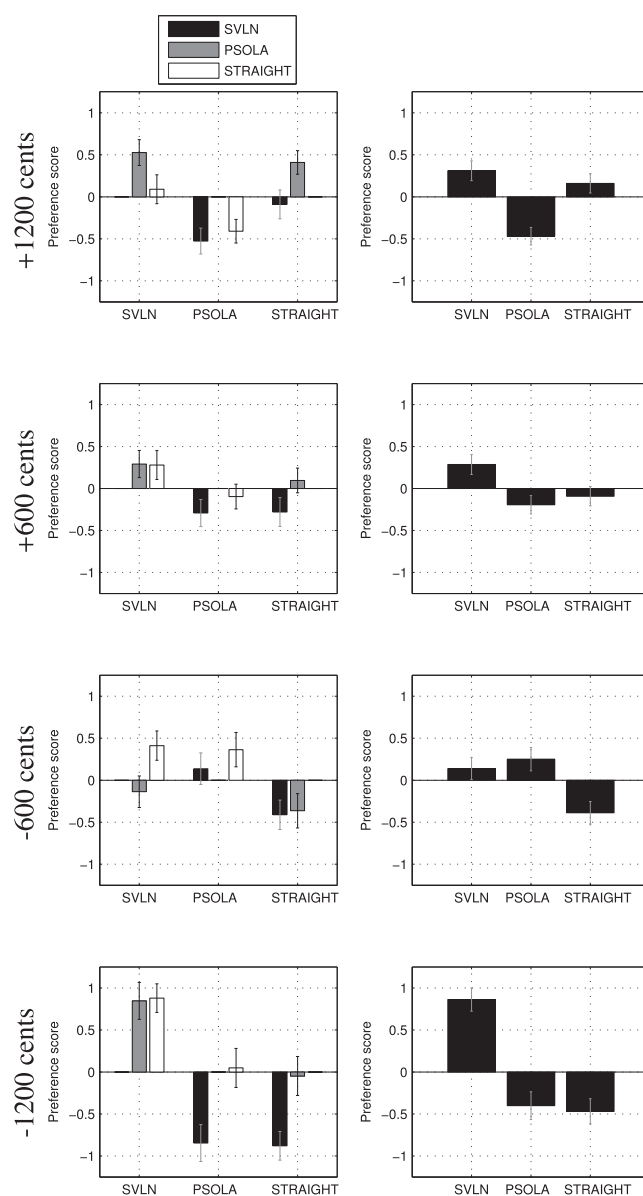 SVLN
PSOLA
STRAIGHT
+1200 cents
Preference score
1
0.5
0
−0.5
−1
SVLN PSOLA STRAIGHT
Preference score
1
0.5
0
−0.5
−1
SVLN PSOLA STRAIGHT
+600 cents
Preference score
1
0.5
0
−0.5
−1
SVLN PSOLA STRAIGHT
Preference score
1
0.5
0
−0.5
−1
SVLN PSOLA STRAIGHT
-600 cents
Preference score
1
0.5
0
−0.5
−1
SVLN PSOLA STRAIGHT
Preference score
1
0.5
0
−0.5
−1
SVLN PSOLA STRAIGHT
-1200 cents
Preference score
1
0.5
0
−0.5
−1
SVLN PSOLA STRAIGHT
Preference score
1
0.5
0
−0.5
−1
SVLN PSOLA STRAIGHT